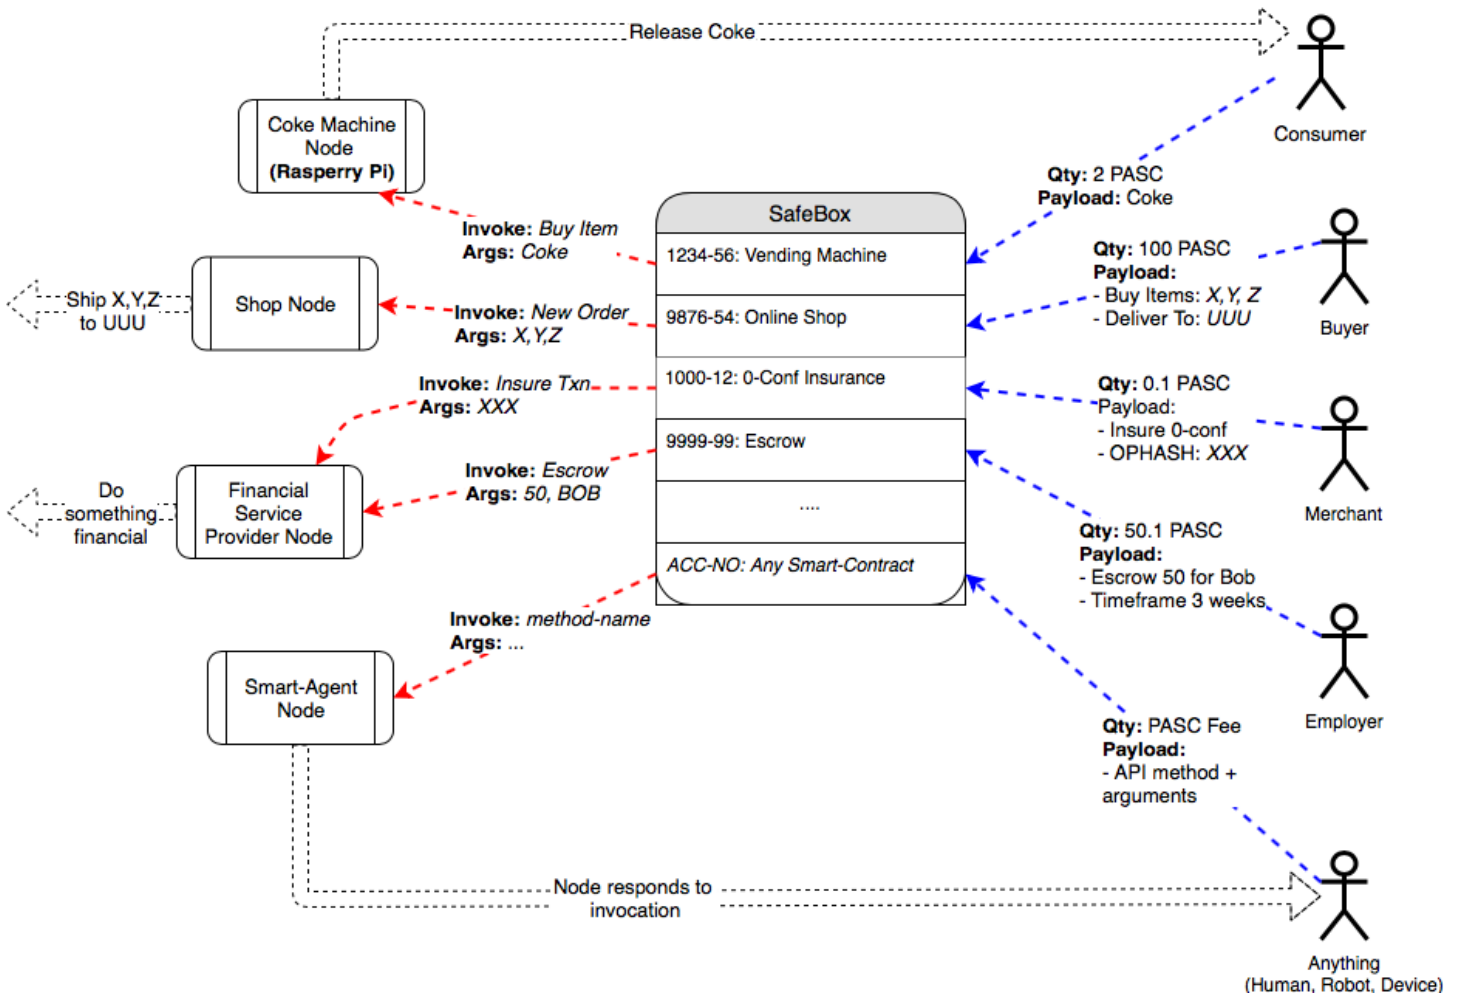 Release Coke
Consumer
Coke Machine
Node
(Rasperry Pi)
Qty: 2 PASC
Payload: Coke
SafeBox
Invoke: Buy Item
Args: Coke
1234-56: Vending Machine
Qty: 100 PASC
Payload:
- Buy Items: X,Y, Z
- Deliver To: UUU
Buyer
Ship X,Y,Z
to UUU
Shop Node
Invoke: New Order
Args: X,Y,Z
9876-54: Online Shop
Invoke: Insure Txn
Args: XXX
1000-12: 0-Conf Insurance
Qty: 0.1 PASC
Payload:
- Insure 0-conf
- OPHASH: XXX
Merchant
9999-99: Escrow
Invoke: Escrow
Args: 50, BOB
Do
something
financial
Financial
Service
Provider Node
....
Qty: 50.1 PASC
Payload:
- Escrow 50 for Bob
- Timeframe 3 weeks
Employer
ACC-NO: Any Smart-Contract
Invoke: method-name
Args: ...
Smart-Agent
Node
Qty: PASC Fee
Payload:
- API method +
arguments
Node responds to
invocation
Anything
(Human, Robot, Device)